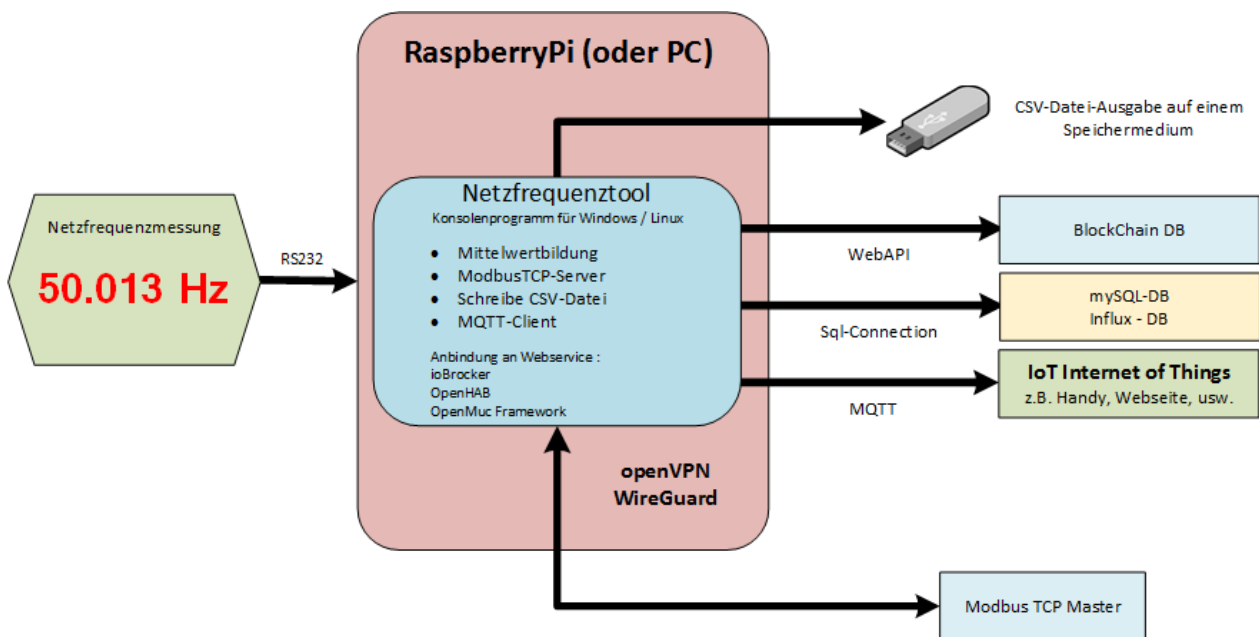 RaspberryPi (oder PC)
CSV-Datei-Ausgabe auf einem
Speichermedium
Netzfrequenzmessung
50.013 Hz
RS232
Netzfrequenztool
Konsolenprogramm für Windows / Linux
• Mittelwertbildung
• ModbusTCP-Server
• Schreibe CSV-Datei
• MQTT-Client
Anbindung an Webservice :
ioBrocker
OpenHAB
OpenMuc Framework
WebAPI
BlockChain DB
Sql-Connection
mySQL-DB
Influx - DB
MQTT
IoT Internet of Things
z.B. Handy, Webseite, usw.
openVPN
WireGuard
Modbus TCP Master